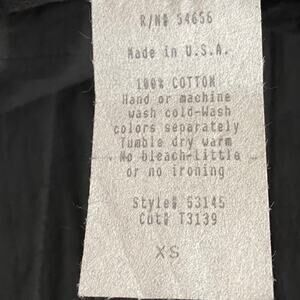 R/N# 54656
Made in U.S.A.
100% COTTON
Hand or machine
wash cold-Wash
colors separately
Tumble dry warm
No bleach-little
or no ironing
Style# 53145
Cut# T3139
XS